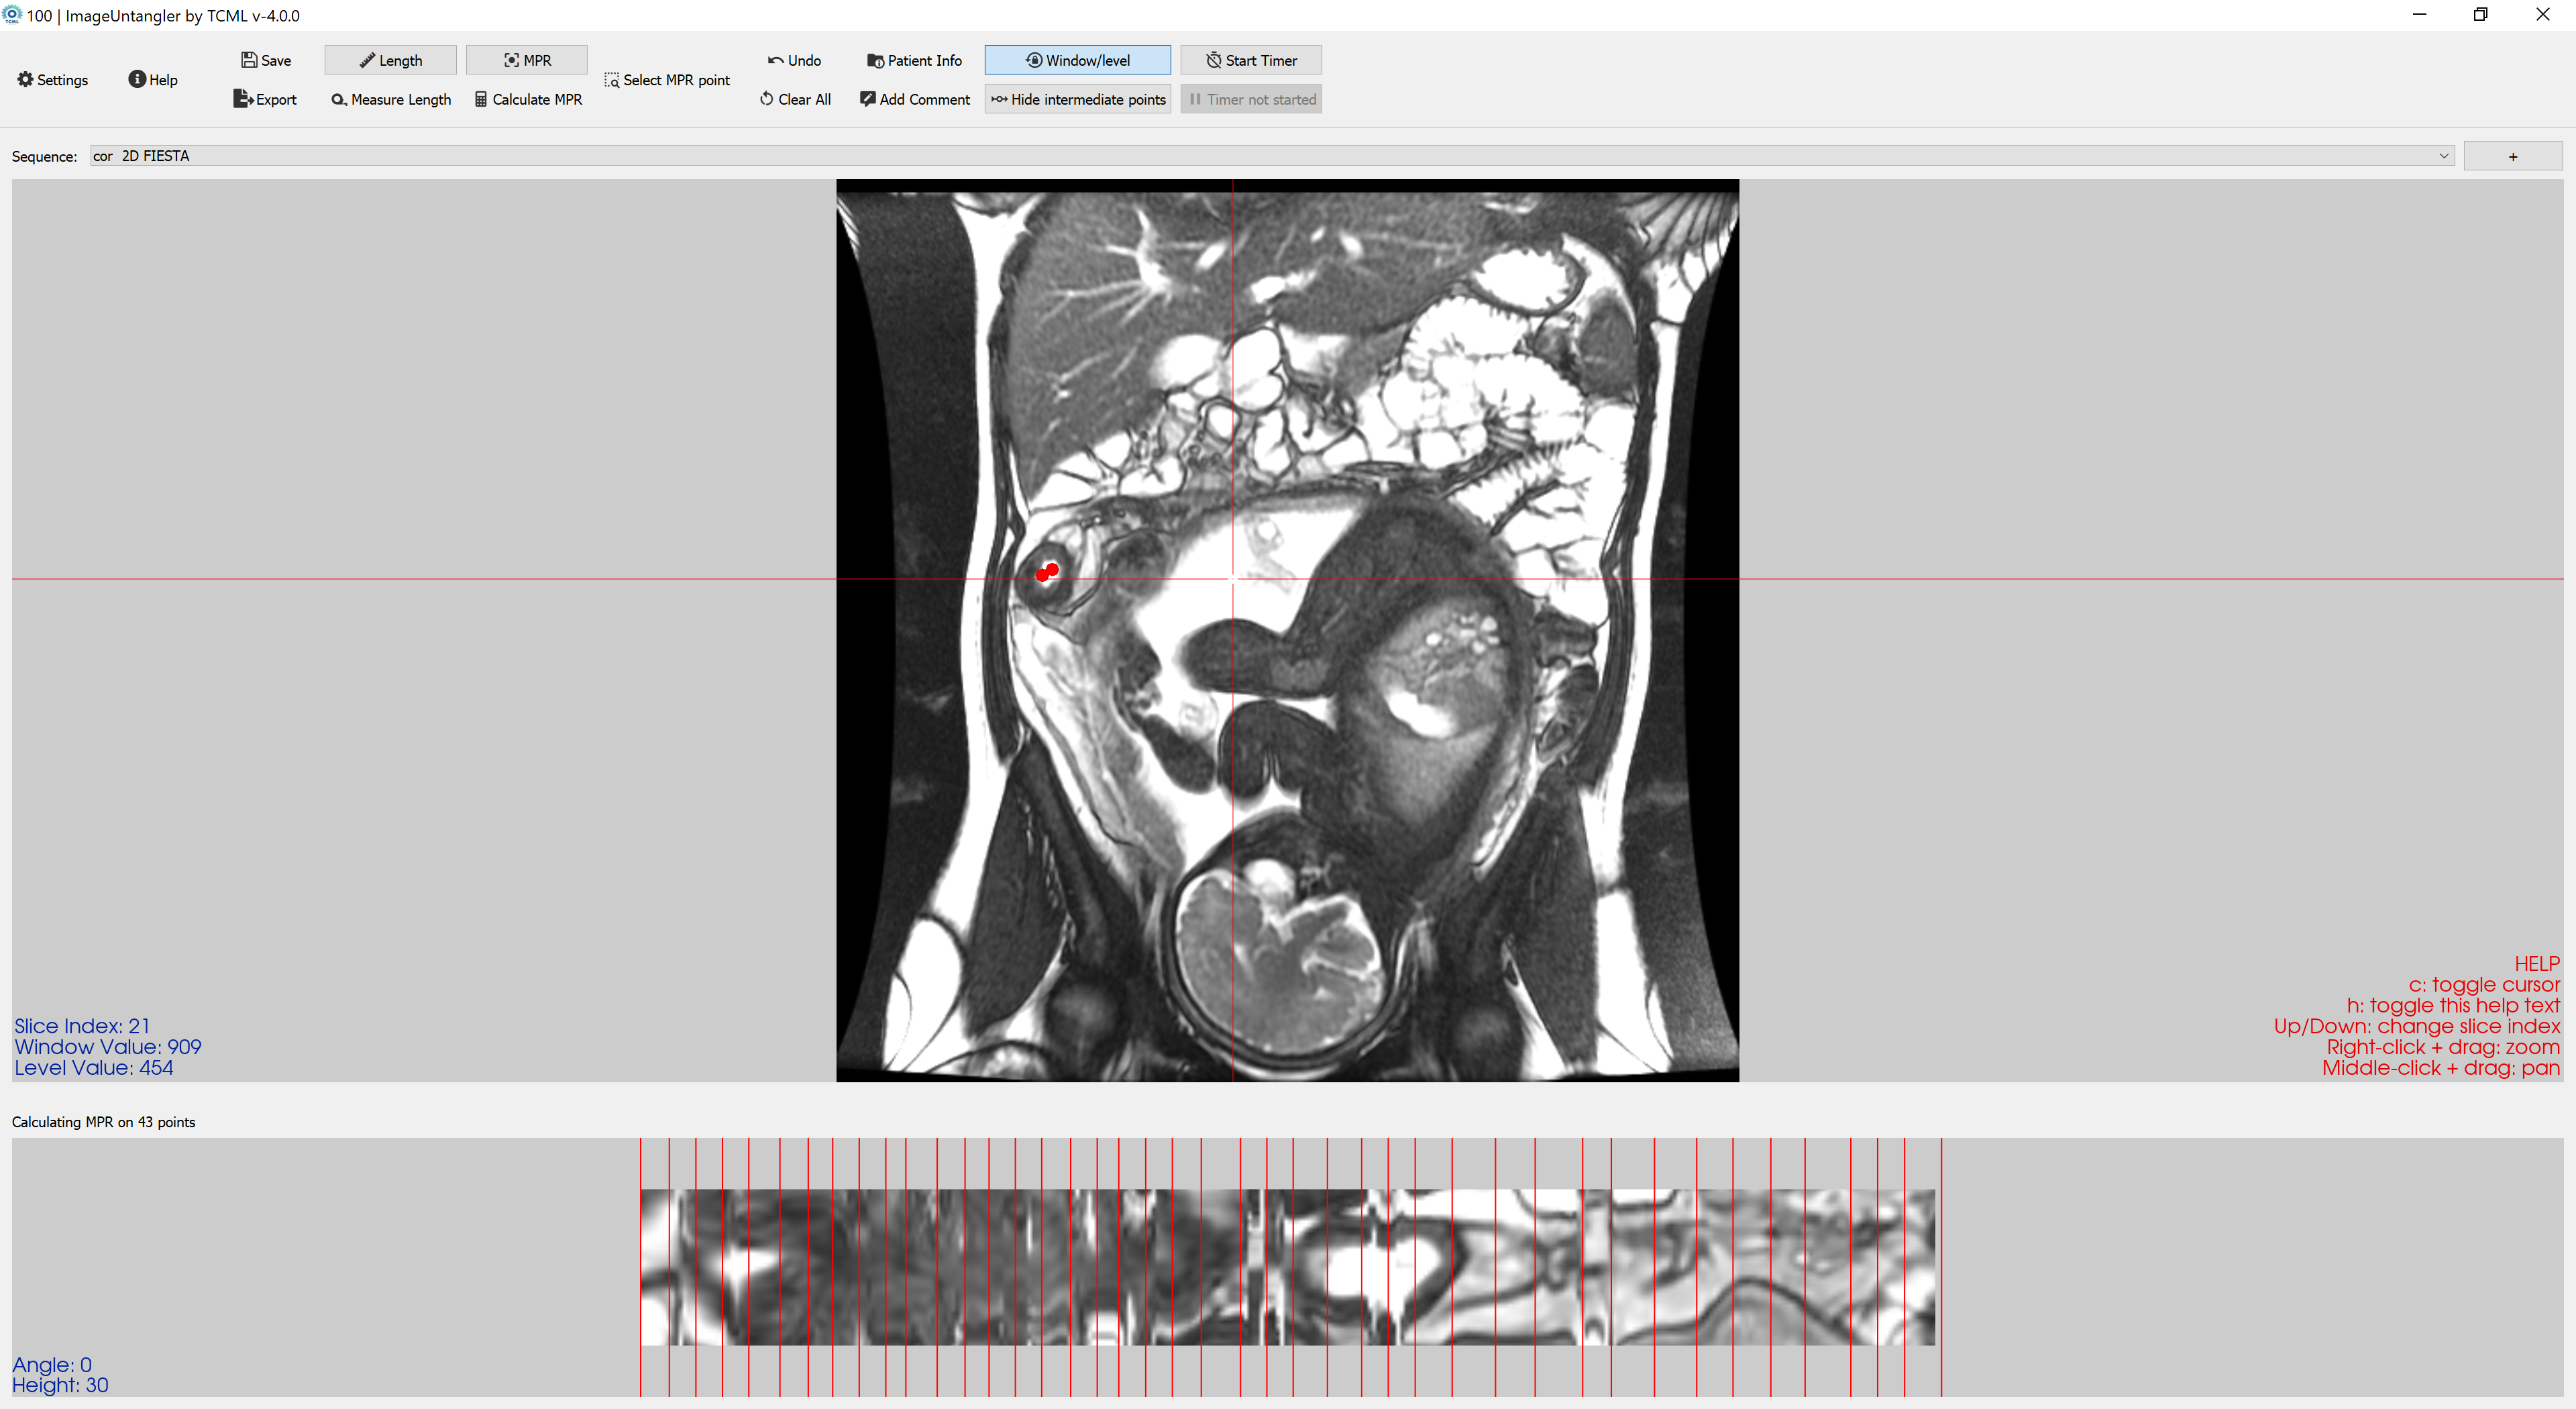 100 | ImageUntangler by TCML v-4.0.0
Settings
Help
Save
Export
Length
Measure Length
MPR
Calculate MPR
Select MPR point
Undo
Clear All
Patient Info
Add Comment
Window/level
Hide intermediate points
Start Timer
Timer not started
Sequence:
cor 2D FIESTA
+
Slice Index: 21
Window Value: 909
Level Value: 454
HELP
c: toggle cursor
h: toggle this help text
Up/Down: change slice index
Right-click + drag: zoom
Middle-click + drag: pan
Calculating MPR on 43 points
Angle: 0
Height: 30